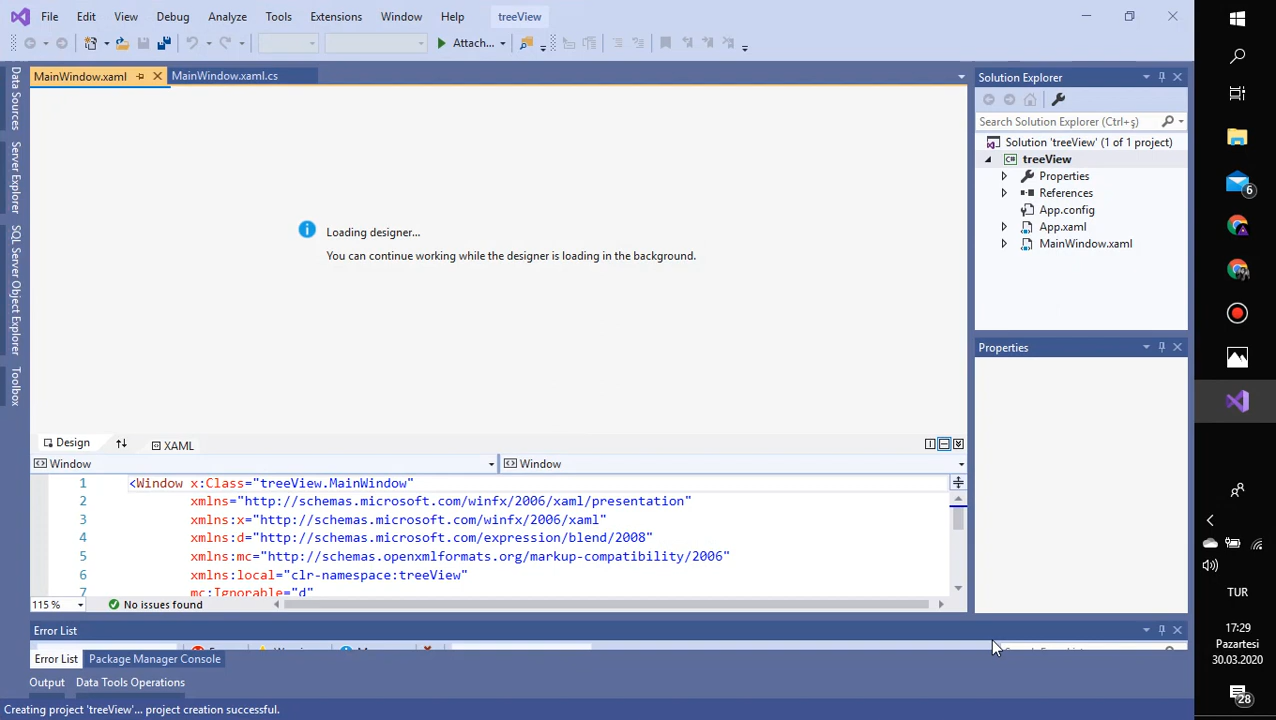 File Edit View Debug Analyze Tools Extensions Window Help treeView
Attach...
MainWindow.xaml MainWindow.xaml.cs
Data Sources
Server Explorer
SQL Server Object Explorer
Toolbox
Loading designer...
You can continue working while the designer is loading in the background.
Design XAML
Window Window
1 <Window x:Class="treeView.MainWindow"
2 xmlns="http://schemas.microsoft.com/winfx/2006/xaml/presentation"
3 xmlns:x="http://schemas.microsoft.com/winfx/2006/xaml"
4 xmlns:d="http://schemas.microsoft.com/expression/blend/2008"
5 xmlns:mc="http://schemas.openxmlformats.org/markup-compatibility/2006"
6 xmlns:local="clr-namespace:treeView"
7 mc:Ignorable="d"
115 % No issues found
Error List
Error List Package Manager Console
Output Data Tools Operations
Creating project 'treeView'... project creation successful.
Solution Explorer
Search Solution Explorer (Ctrl+ş)
Solution 'treeView' (1 of 1 project)
C# treeView
Properties
References
App.config
App.xaml
MainWindow.xaml
Properties
6
TUR
17:29
Pazartesi
30.03.2020
28